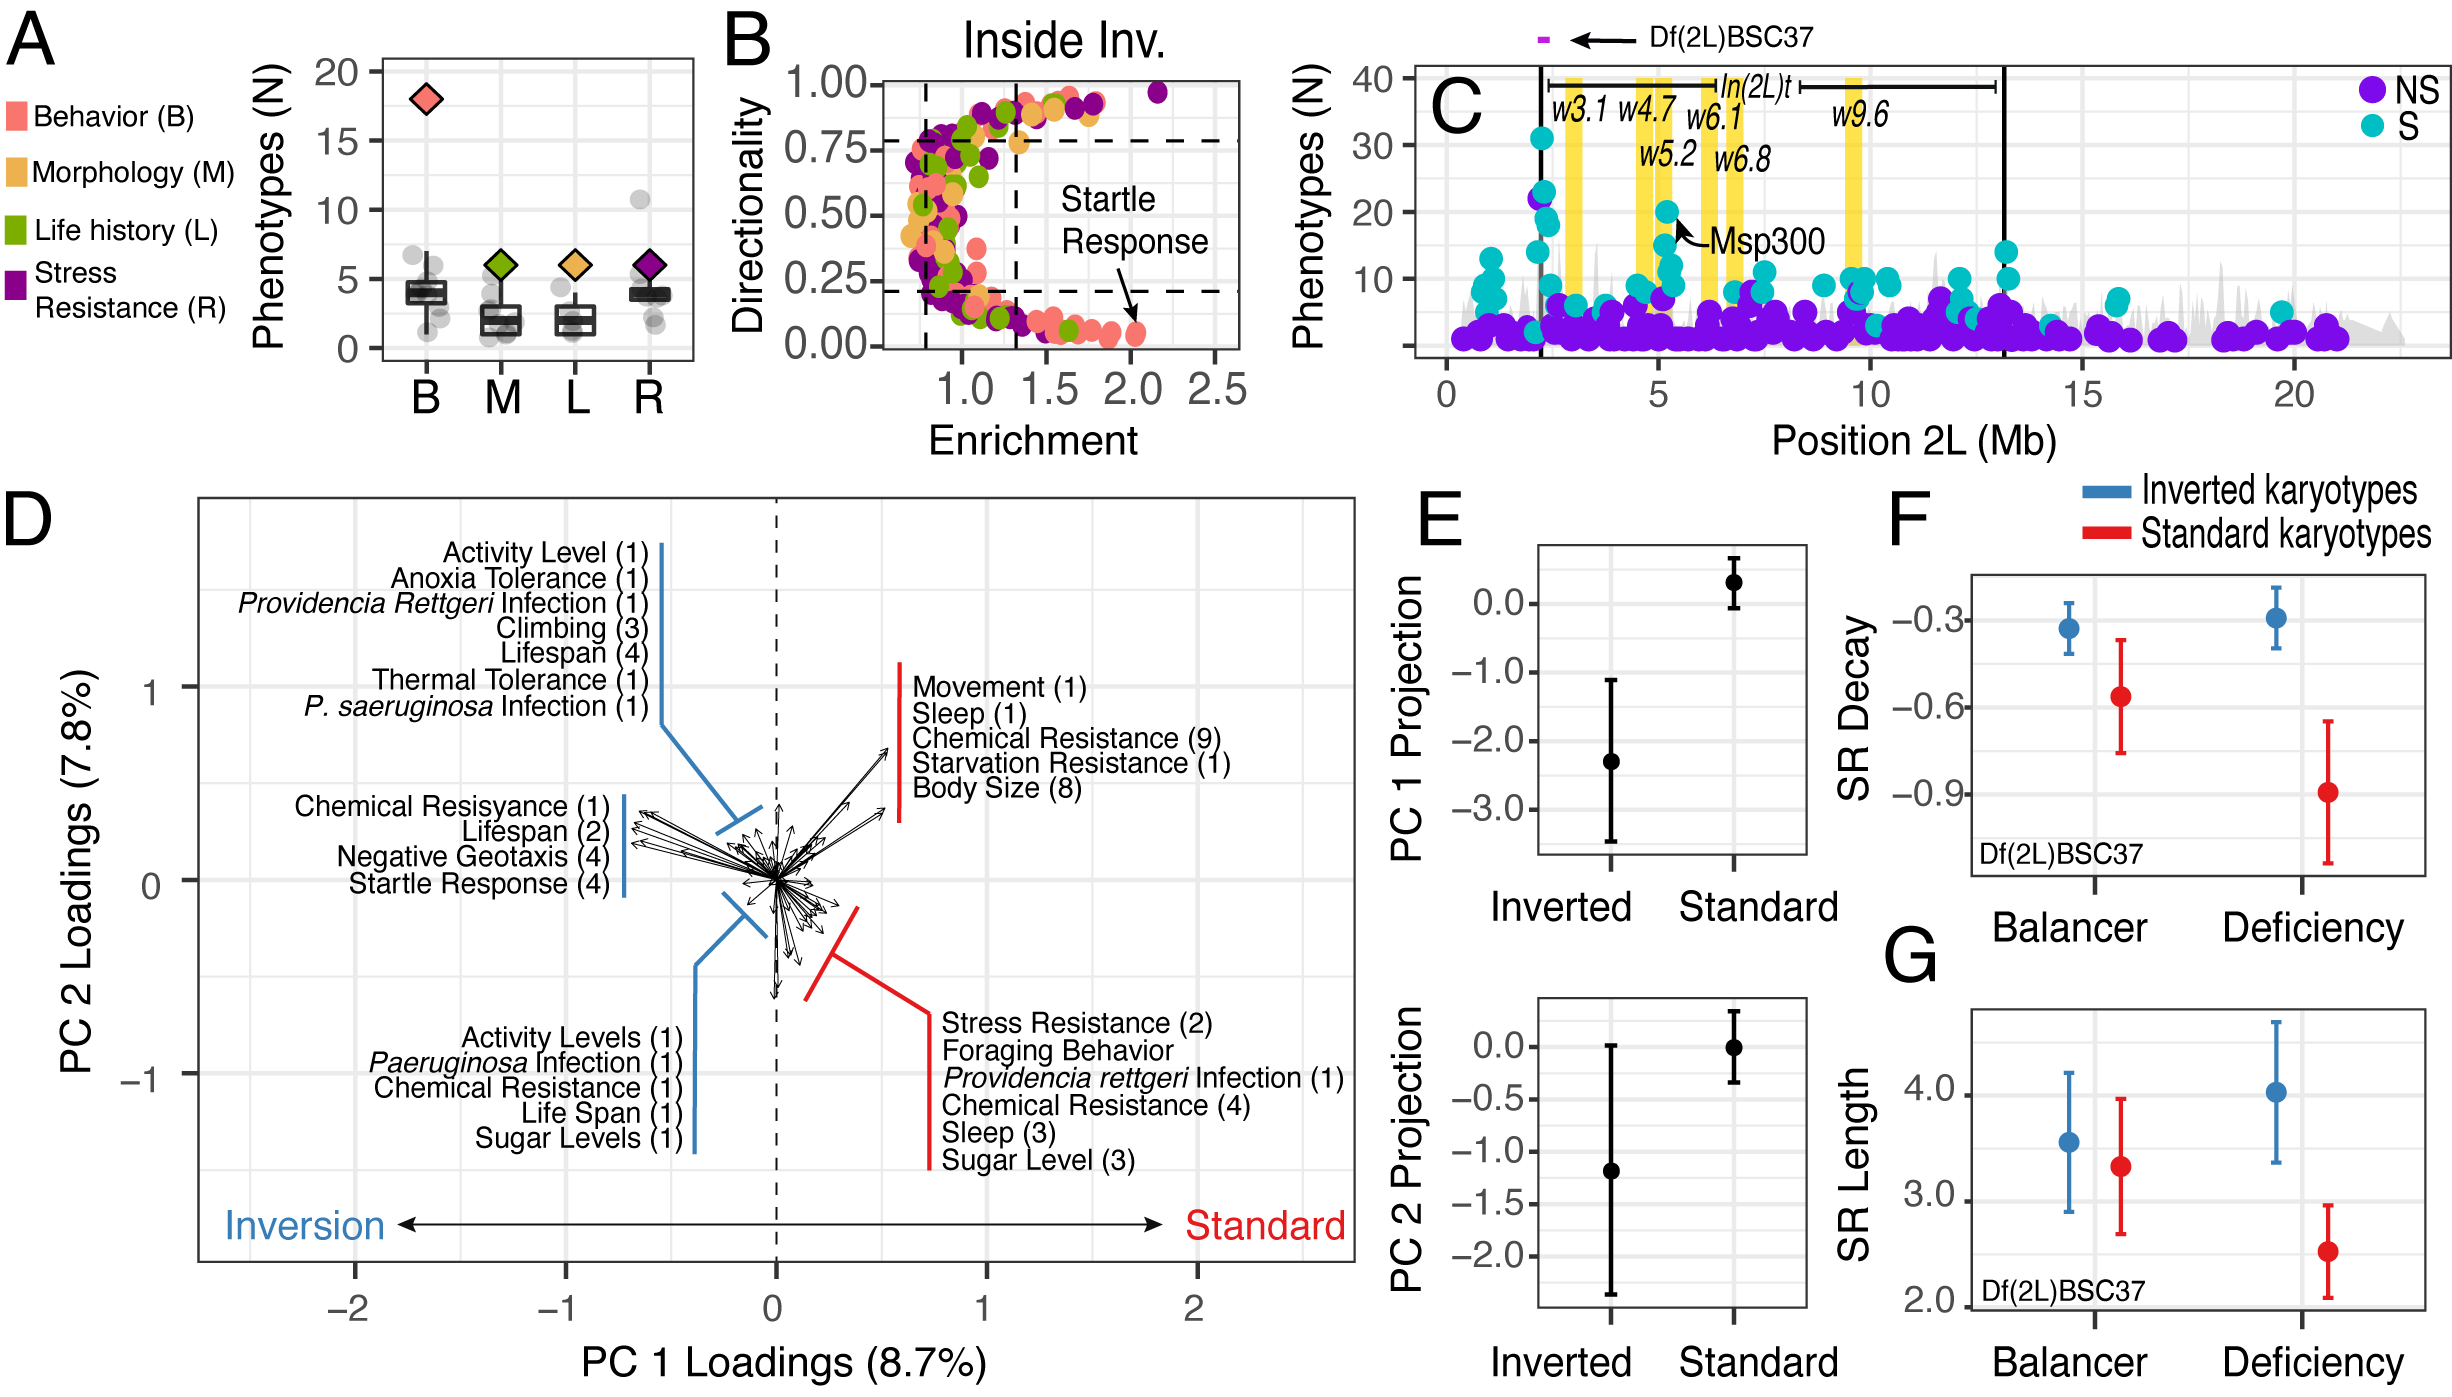 A
Behavior (B)
Morphology (M)
Life history (L)
Stress
Resistance (R)
Phenotypes (N)
20
15
10
5
0
B
M
L
R
B
Inside Inv.
Directionality
1.00
0.75
0.50
0.25
0.00
Startle
Response
1.0
1.5
2.0
2.5
Enrichment
Df(2L)BSC37
C
Phenotypes (N)
40
30
20
10
In(2L)t
w3.1
w4.7
w5.2
w6.1
w6.8
w9.6
Msp300
NS
S
0
5
10
15
20
Position 2L (Mb)
D
PC 2 Loadings (7.8%)
1
0
−1
Activity Level (1)
Anoxia Tolerance (1)
Providencia Rettgeri Infection (1)
Climbing (3)
Lifespan (4)
Thermal Tolerance (1)
P. saeruginosa Infection (1)
Movement (1)
Sleep (1)
Chemical Resistance (9)
Starvation Resistance (1)
Body Size (8)
Chemical Resisyance (1)
Lifespan (2)
Negative Geotaxis (4)
Startle Response (4)
Activity Levels (1)
Paeruginosa Infection (1)
Chemical Resistance (1)
Life Span (1)
Sugar Levels (1)
Stress Resistance (2)
Foraging Behavior
Providencia rettgeri Infection (1)
Chemical Resistance (4)
Sleep (3)
Sugar Level (3)
Inversion
Standard
−2
−1
0
1
2
PC 1 Loadings (8.7%)
E
PC 1 Projection
0.0
−1.0
−2.0
−3.0
Inverted
Standard
PC 2 Projection
0.0
−0.5
−1.0
−1.5
−2.0
Inverted
Standard
Inverted karyotypes
Standard karyotypes
F
SR Decay
−0.3
−0.6
−0.9
Df(2L)BSC37
Balancer
Deficiency
G
SR Length
4.0
3.0
2.0
Df(2L)BSC37
Balancer
Deficiency